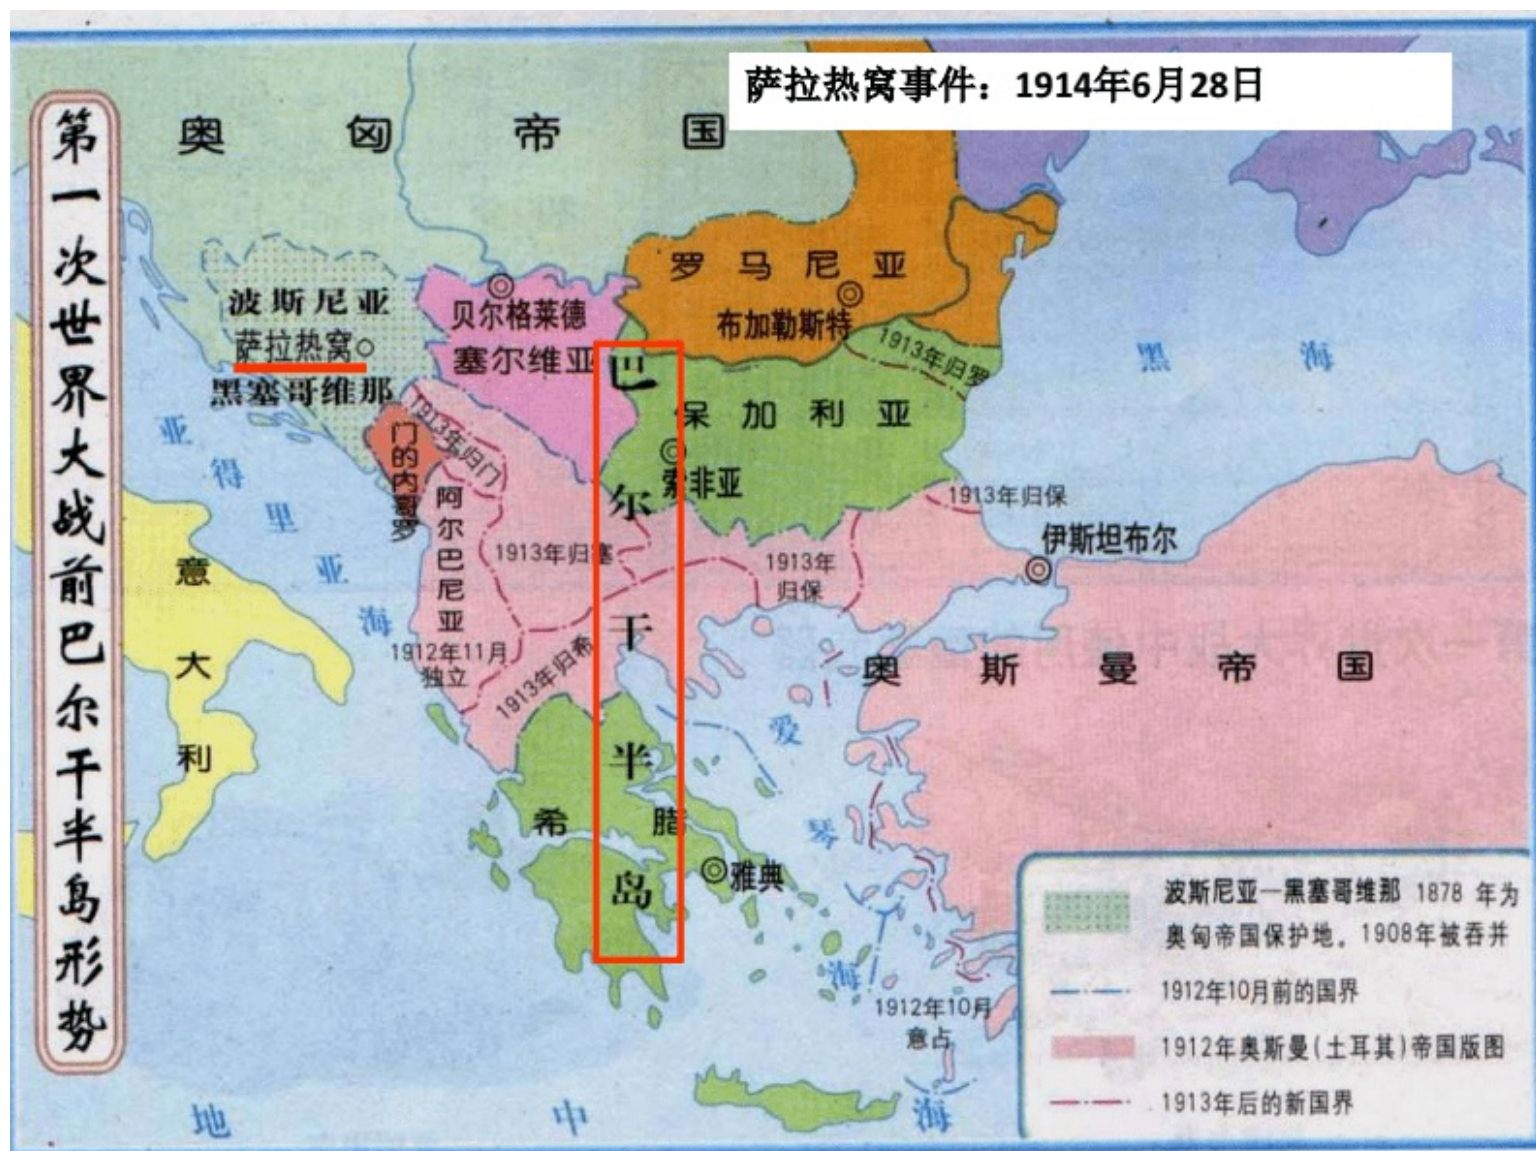 萨拉热窝事件：1914年6月28日
第一次世界大战前巴尔干半岛形势
奥匈帝国
罗马尼亚
布加勒斯特
波斯尼亚
萨拉热窝
黑塞哥维那
贝尔格莱德
塞尔维亚
1913年归罗
黑海
保加利亚
索非亚
巴尔干半岛
亚得里亚海
门的内哥罗
1913年归门
阿尔巴尼亚
1912年11月
独立
1913年归塞
1913年归希
1913年
归保
1913年归保
伊斯坦布尔
奥斯曼帝国
意大利
希腊
雅典
爱琴海
1912年10月
意占
地中海
波斯尼亚—黑塞哥维那 1878 年为
奥匈帝国保护地，1908年被吞并
1912年10月前的国界
1912年奥斯曼(土耳其)帝国版图
1913年后的新国界